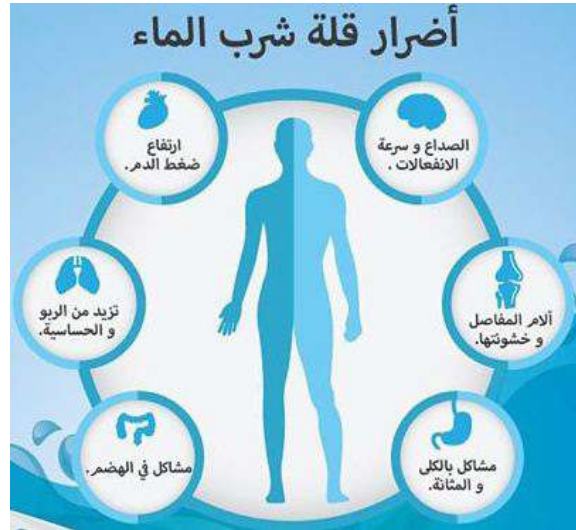 أضرار قلة شرب الماء
الصداع و سرعة
الانفعالات .
ارتفاع
ضغط الدم.
ألام المفاصل
و خشونتها.
تزيد من الربو
و الحساسية.
مشاكل بالكلى
و المثانة.
مشاكل في الهضم.